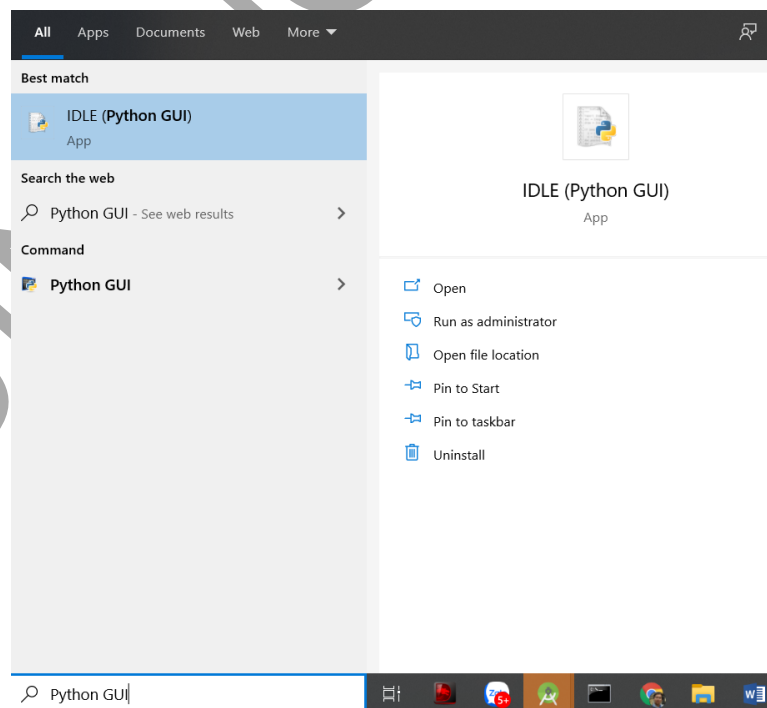 All Apps Documents Web More
Best match
IDLE (Python GUI)
App
Search the web
Python GUI - See web results
Command
Python GUI
IDLE (Python GUI)
App
Open
Run as administrator
Open file location
Pin to Start
Pin to taskbar
Uninstall
Python GUI
Zalo
5+
W